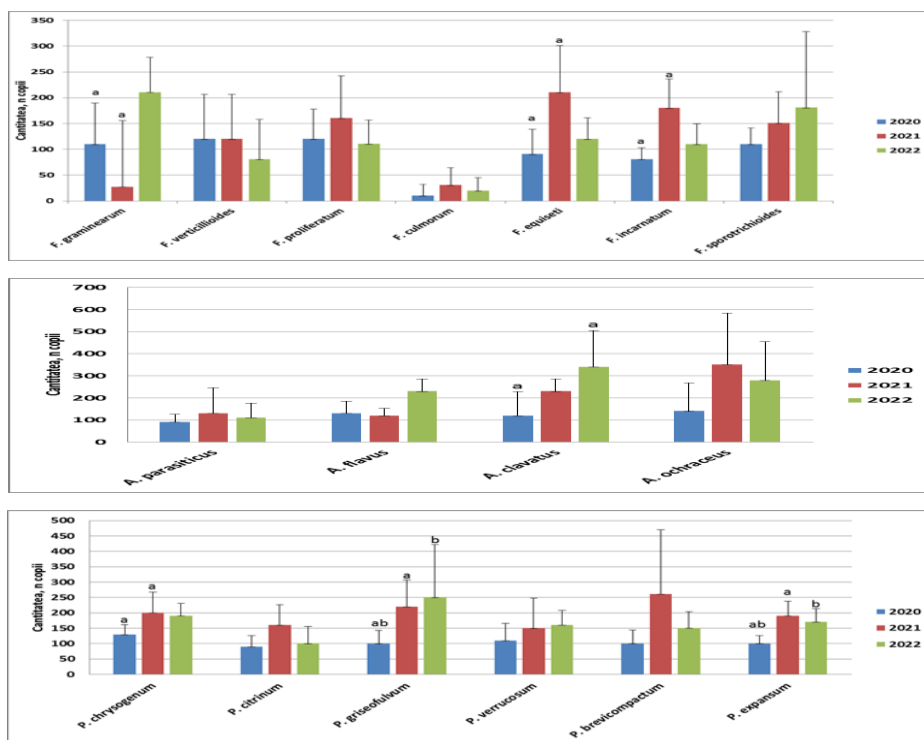 Cantitatea, n copii
350
300
250
200
150
100
50
0
a
a
a
a
a
a
F. graminearum
F. verticillioides
F. proliferatum
F. culmorum
F. equiseti
F. incarnatum
F. sporotrichioides
2020
2021
2022
Cantitatea, n copii
700
600
500
400
300
200
100
0
a
a
A. parasiticus
A. flavus
A. clavatus
A. ochraceus
2020
2021
2022
Cantitatea, n copii
500
450
400
350
300
250
200
150
100
50
0
a
a
ab
a
b
ab
a
b
P. chrysogenum
P. citrinum
P. griseofulvum
P. verrucosum
P. brevicompactum
P. expansum
2020
2021
2022